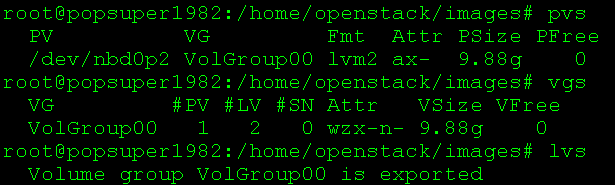 root@popsuper1982:/home/openstack/images# pvs
  PV          VG          Fmt  Attr PSize PFree
  /dev/nbd0p2 VolGroup00 lvm2 ax-  9.88g    0
root@popsuper1982:/home/openstack/images# vgs
  VG          #PV #LV #SN Attr   VSize VFree
  VolGroup00   1   2   0 wzx-n- 9.88g    0
root@popsuper1982:/home/openstack/images# lvs
  Volume group VolGroup00 is exported